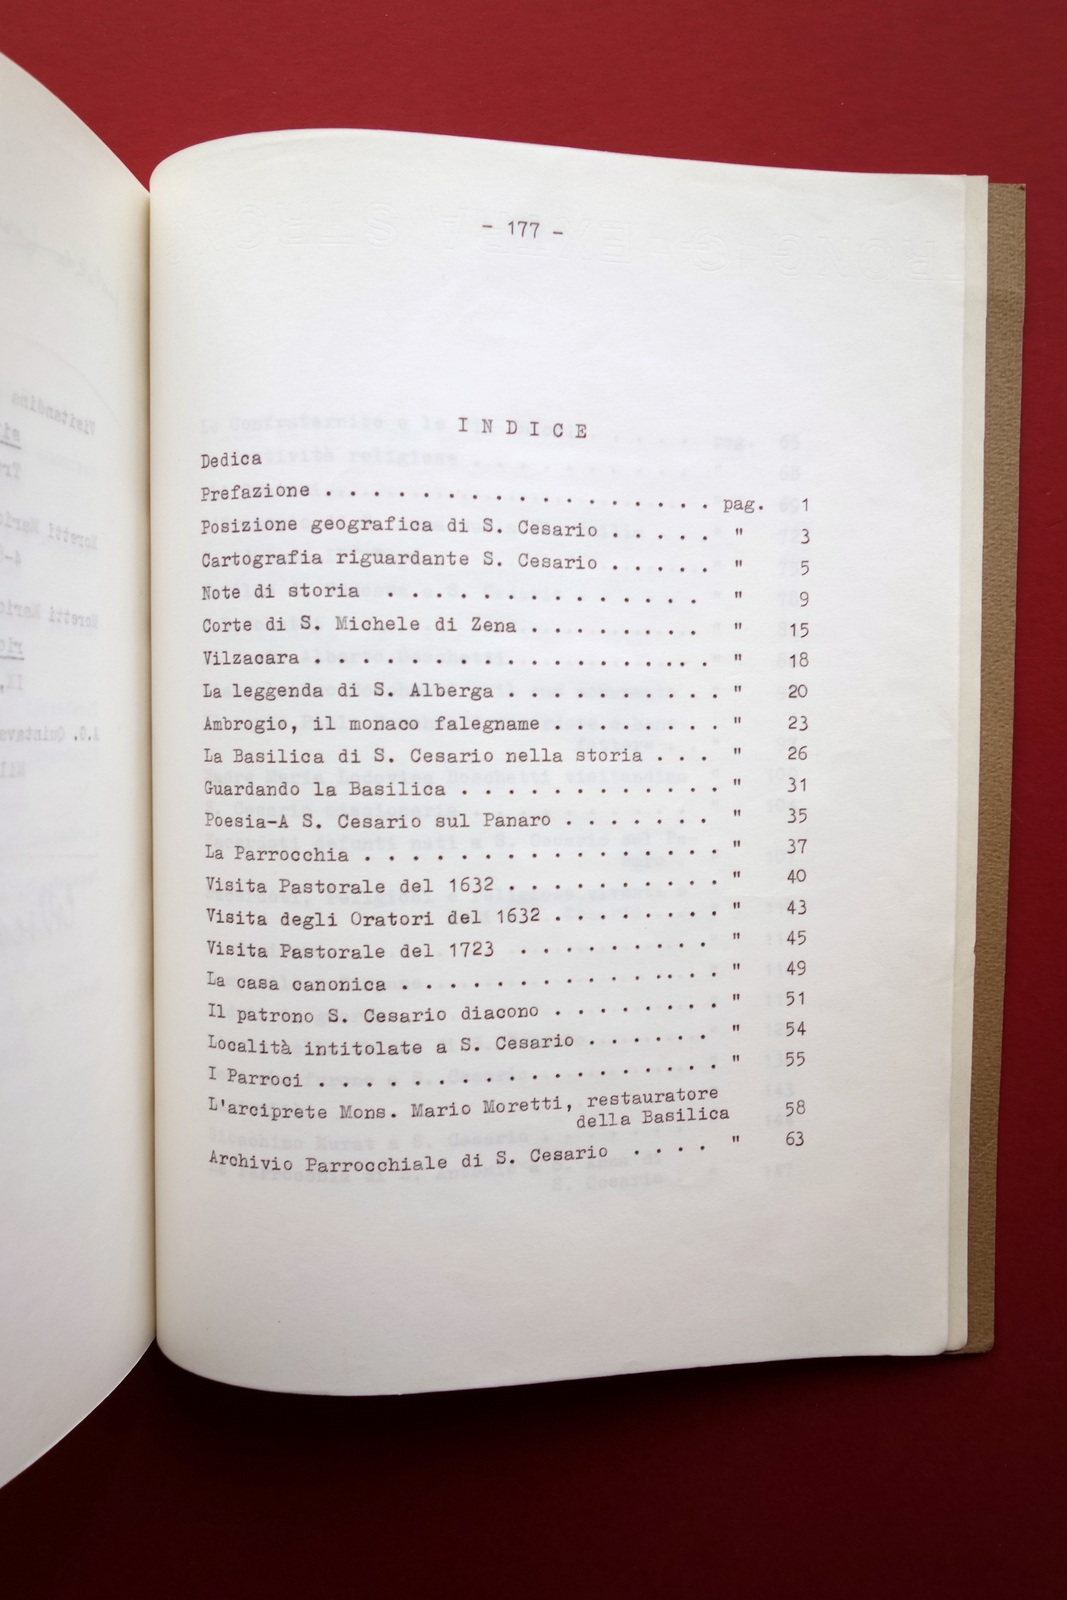 - 177 -
I N D I C E
Dedica
Prefazione . . . . . . . . . . . . . . . . . . . pag. 1
Posizione geografica di S. Cesario . . . . . " 3
Cartografia riguardante S. Cesario . . . . . . " 5
Note di storia . . . . . . . . . . . . . . " 9
Corte di S. Michele di Zena . . . . . . . . . " 15
Vilzacara . . . . . . . . . . . . . . . . . . . " 18
La leggenda di S. Alberga . . . . . . . . . . " 20
Ambrogio, il monaco falegname . . . . . . . . " 23
La Basilica di S. Cesario nella storia . . . " 26
Guardando la Basilica . . . . . . . . . . . . " 31
Poesia-A S. Cesario sul Panaro . . . . . . . " 35
La Parrocchia . . . . . . . . . . . . . . . . " 37
Visita Pastorale del 1632 . . . . . . . . . . " 40
Visita degli Oratori del 1632 . . . . . . . . " 43
Visita Pastorale del 1723 . . . . . . . . . " 45
La casa canonica . . . . . . . . . . . . . . " 49
Il patrono S. Cesario diacono . . . . . . . . " 51
Località intitolate a S. Cesario . . . . . . " 54
I Parroci . . . . . . . . . . . . . . . . . . " 55
L'arciprete Mons. Mario Moretti, restauratore
della Basilica 58
Archivio Parrocchiale di S. Cesario . . . . " 63